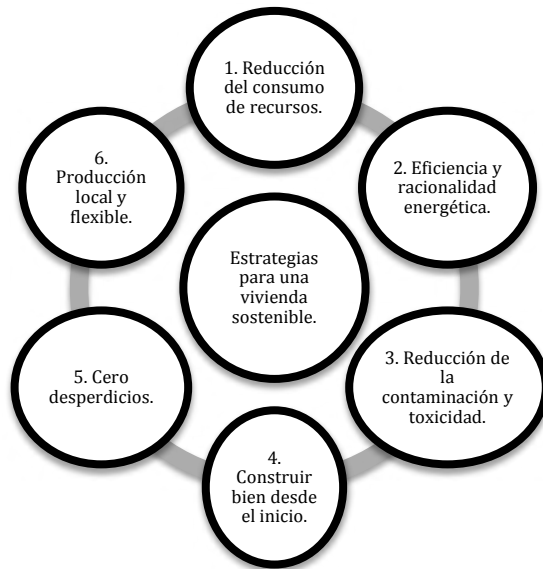 1. Reducción
del consumo
de recursos.
2. Eficiencia y
racionalidad
energética.
3. Reducción de
la
contaminación y
toxicidad.
4.
Construir
bien desde
el inicio.
5. Cero
desperdicios.
6.
Producción
local y
flexible.
Estrategias
para una
vivienda
sostenible.